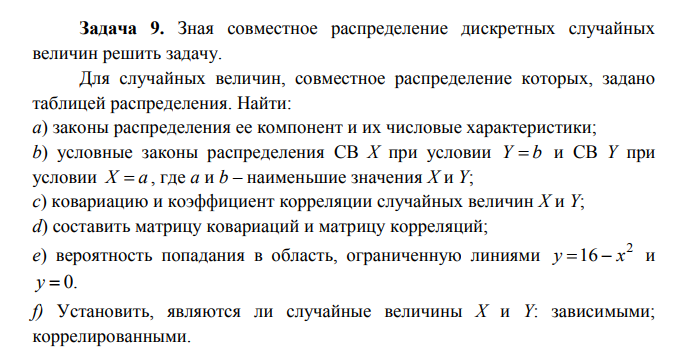 Задача 9. Зная совместное распределение дискретных случайных
величин решить задачу.
Для случайных величин, совместное распределение которых, задано
таблицей распределения. Найти:
a) законы распределения ее компонент и их числовые характеристики;
b) условные законы распределения СВ X при условии Y = b и СВ Y при
условии X = a, где a и b – наименьшие значения X и Y;
c) ковариацию и коэффициент корреляции случайных величин X и Y;
d) составить матрицу ковариаций и матрицу корреляций;
e) вероятность попадания в область, ограниченную линиями y = 16 − x² и
y = 0.
f) Установить, являются ли случайные величины X и Y: зависимыми;
коррелированными.